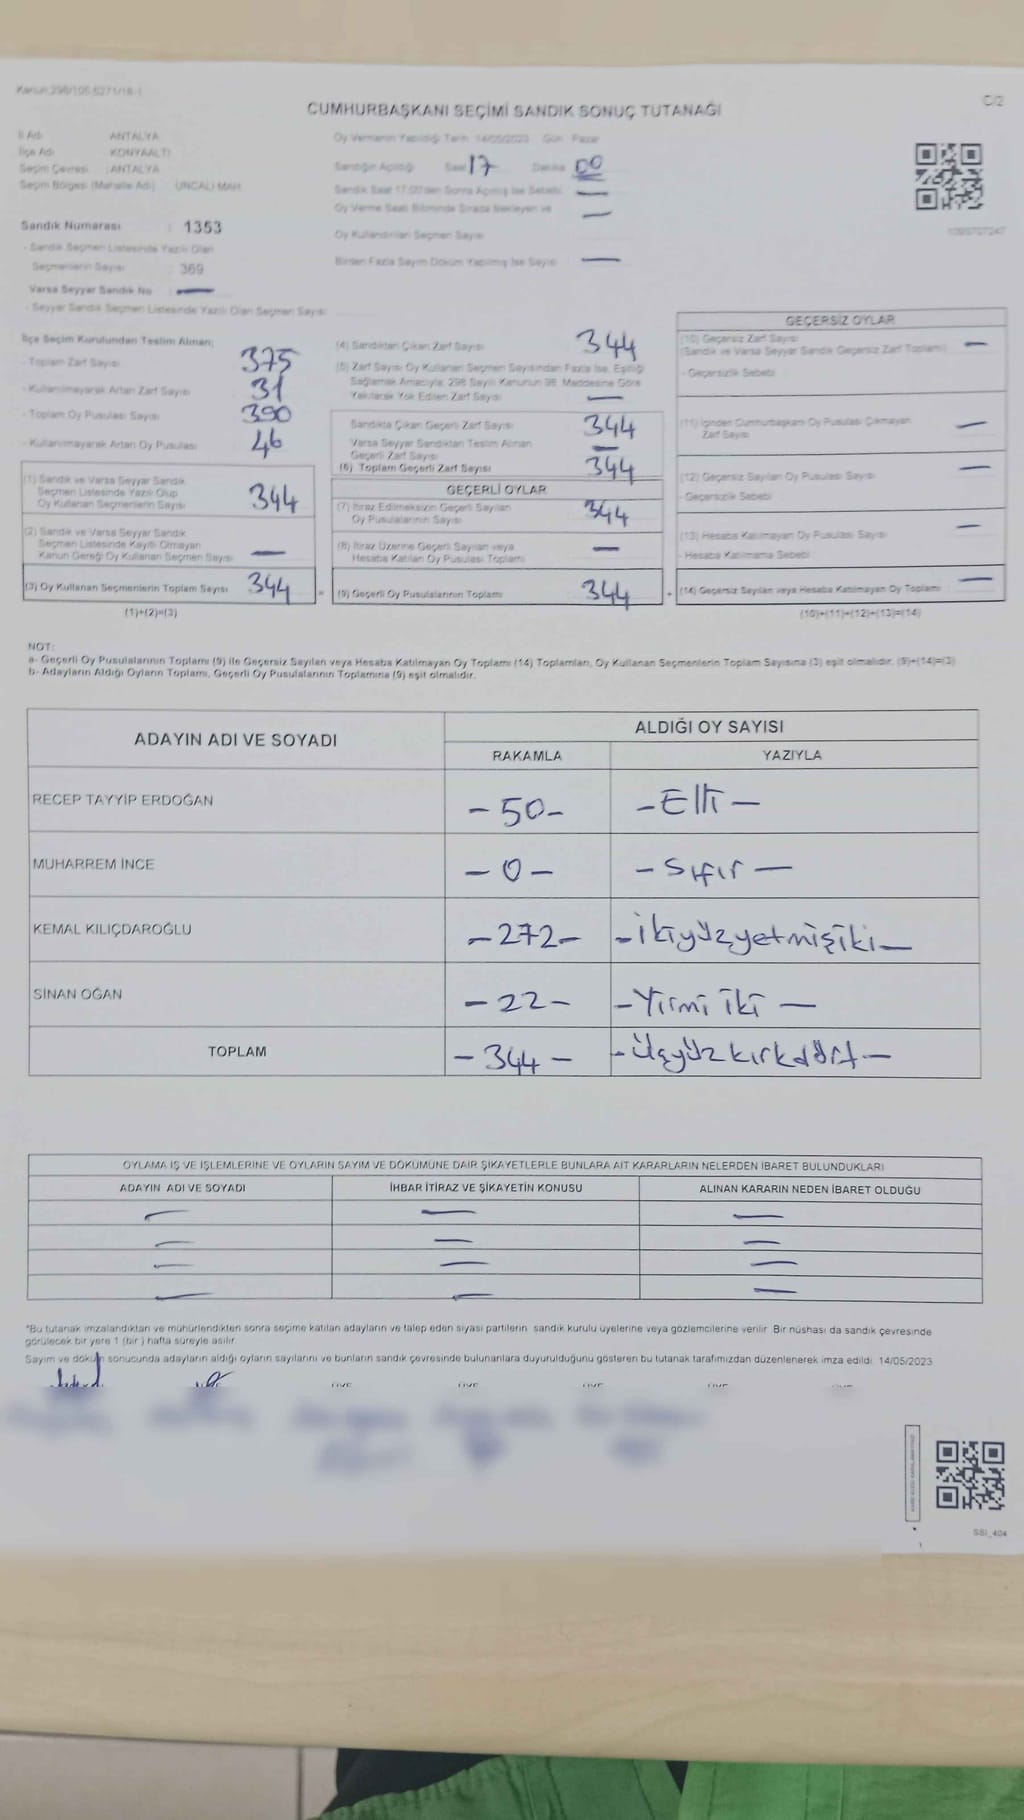 Kanun:298/105,6271/18-1
C/2
CUMHURBAŞKANI SEÇİMİ SANDIK SONUÇ TUTANAĞI
İl Adı : ANTALYA
İlçe Adı : KONYAALTI
Seçim Çevresi : ANTALYA
Seçim Bölgesi (Mahalle Adı) : UNCALI MAH.
Sandık Numarası : 1353
- Sandık Seçmen Listesinde Yazılı Olan
Seçmenlerin Sayısı : 369
Varsa Seyyar Sandık No : —
- Seyyar Sandık Seçmen Listesinde Yazılı Olan Seçmen Sayısı
Oy Vermenin Yapıldığı Tarih: 14/05/2023 Gün : Pazar
Sandığın Açıldığı Saat 17 Dakika 00
Sandık Saat 17.00'den Sonra Açılmış İse Sebebi —
Oy Verme Saati Bitiminde Sırada Bekleyen ve —
Oy Kullandırılan Seçmen Sayısı
Birden Fazla Sayım Döküm Yapılmış İse Sayısı —
1093707247
İlçe Seçim Kurulundan Teslim Alınan;
- Toplam Zarf Sayısı 375
- Kullanılmayarak Artan Zarf Sayısı 31
- Toplam Oy Pusulası Sayısı 390
- Kullanılmayarak Artan Oy Pusulası 46
(1) Sandık ve Varsa Seyyar Sandık
Seçmen Listesinde Yazılı Olup
Oy Kullanan Seçmenlerin Sayısı 344
(2) Sandık ve Varsa Seyyar Sandık
Seçmen Listesinde Kayıtlı Olmayan
Kanun Gereği Oy Kullanan Seçmen Sayısı —
(3) Oy Kullanan Seçmenlerin Toplam Sayısı 344
(1)+(2)=(3)
(4) Sandıktan Çıkan Zarf Sayısı 344
(5) Zarf Sayısı Oy Kullanan Seçmen Sayısından Fazla İse, Eşitliği
Sağlamak Amacıyla, 298 Sayılı Kanunun 98. Maddesine Göre
Yakılarak Yok Edilen Zarf Sayısı —
Sandıkta Çıkan Geçerli Zarf Sayısı 344
Varsa Seyyar Sandıktan Teslim Alınan
Geçerli Zarf Sayısı —
(6) Toplam Geçerli Zarf Sayısı 344
GEÇERLİ OYLAR
(7) İtiraz Edilmeksizin Geçerli Sayılan
Oy Pusulalarının Sayısı 344
(8) İtiraz Üzerine Geçerli Sayılan veya
Hesaba Katılan Oy Pusulası Toplamı —
= (9) Geçerli Oy Pusulalarının Toplamı 344
GEÇERSİZ OYLAR
(10) Geçersiz Zarf Sayısı
(Sandık ve Varsa Seyyar Sandık Geçersiz Zarf Toplamı) —
- Geçersizlik Sebebi
(11) İçinden Cumhurbaşkanı Oy Pusulası Çıkmayan
Zarf Sayısı —
(12) Geçersiz Sayılan Oy Pusulası Sayısı —
- Geçersizlik Sebebi
(13) Hesaba Katılmayan Oy Pusulası Sayısı —
- Hesaba Katılmama Sebebi
+ (14) Geçersiz Sayılan veya Hesaba Katılmayan Oy Toplamı —
(10)+(11)+(12)+(13)=(14)
NOT:
a- Geçerli Oy Pusulalarının Toplamı (9) ile Geçersiz Sayılan veya Hesaba Katılmayan Oy Toplamı (14) Toplamları, Oy Kullanan Seçmenlerin Toplam Sayısına (3) eşit olmalıdır. (9)+(14)=(3)
b- Adayların Aldığı Oyların Toplamı, Geçerli Oy Pusulalarının Toplamına (9) eşit olmalıdır.
ADAYIN ADI VE SOYADI ALDIĞI OY SAYISI
RAKAMLA YAZIYLA
RECEP TAYYİP ERDOĞAN -50- -Elli-
MUHARREM İNCE -0- -Sıfır-
KEMAL KILIÇDAROĞLU -272- -ikiyüzyetmişiki-
SİNAN OĞAN -22- -Yirmi iki-
TOPLAM -344- -Üçyüzkırkdört-
OYLAMA İŞ VE İŞLEMLERİNE VE OYLARIN SAYIM VE DÖKÜMÜNE DAİR ŞİKAYETLERLE BUNLARA AİT KARARLARIN NELERDEN İBARET BULUNDUKLARI
ADAYIN ADI VE SOYADI İHBAR İTİRAZ VE ŞİKAYETİN KONUSU ALINAN KARARIN NEDEN İBARET OLDUĞU
*Bu tutanak imzalandıktan ve mühürlendikten sonra seçime katılan adayların ve talep eden siyasi partilerin sandık kurulu üyelerine veya gözlemcilerine verilir. Bir nüshası da sandık çevresinde
görülecek bir yere 1 (bir ) hafta süreyle asılır.
Sayım ve döküm sonucunda adayların aldığı oyların sayılarını ve bunların sandık çevresinde bulunanlara duyurulduğunu gösteren bu tutanak tarafımızdan düzenlenerek imza edildi. 14/05/2023
SSI_404
1